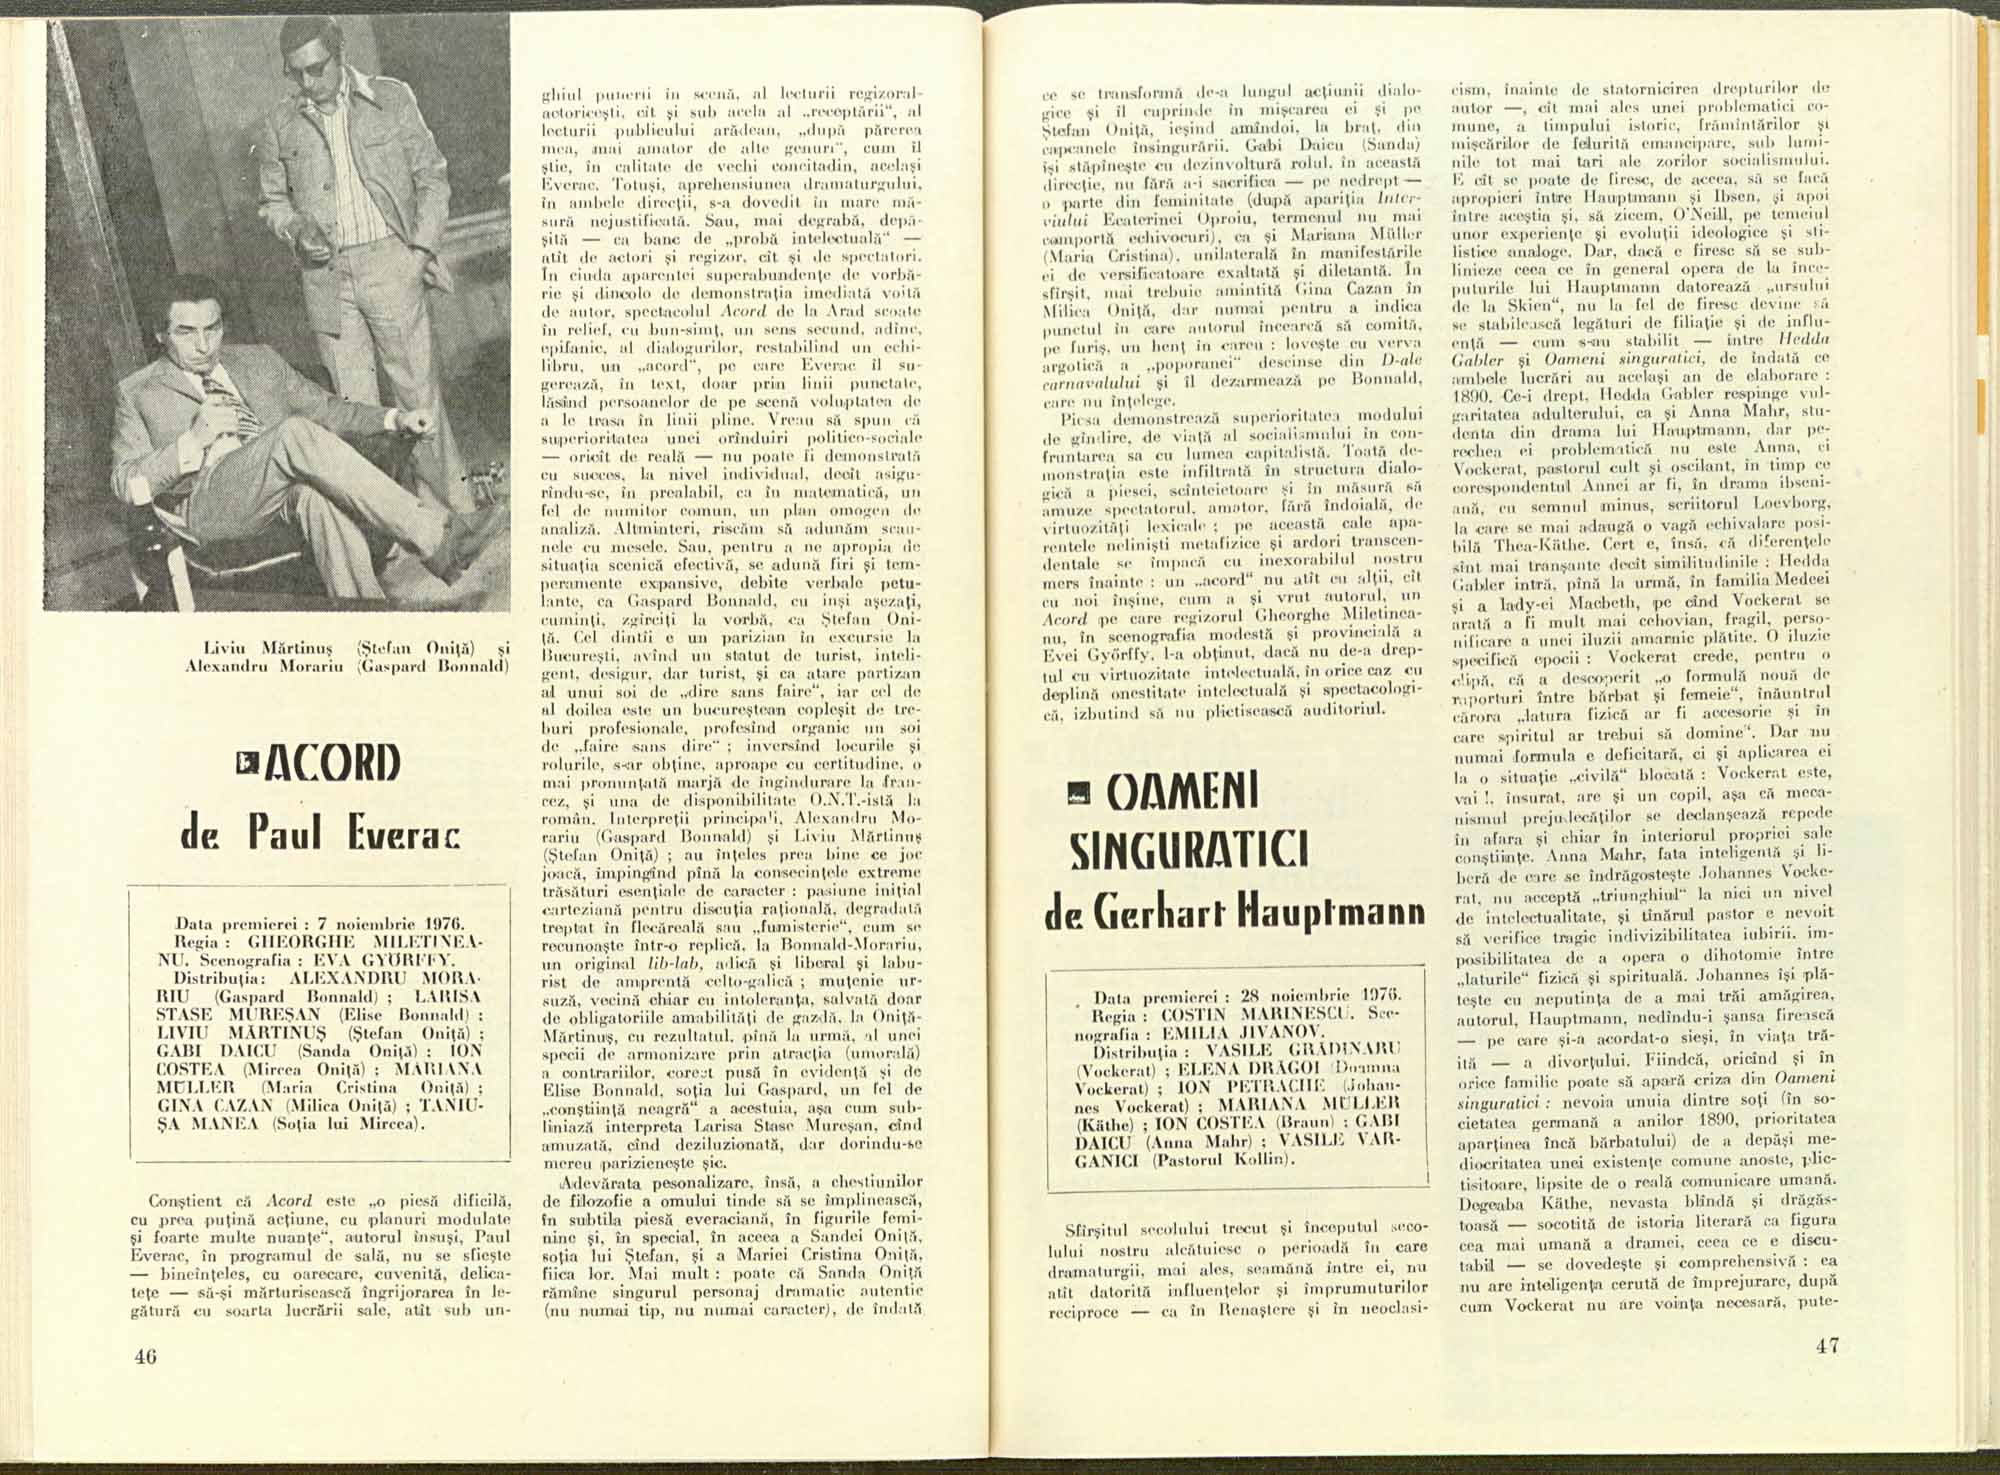 Liviu Mărtinuş (Ştefan Oniţă) şi
Alexandru Morariu (Gaspard Bonnald)
ACORD
de Paul Everac
Data premierei : 7 noiembrie 1976.
Regia : GHEORGHE MILETINEA-
NU. Scenografia : EVA GYÖRFFY.
Distribuţia: ALEXANDRU MORA-
RIU (Gaspard Bonnald) ; LARISA
STASE MUREŞAN (Elise Bonnald) ;
LIVIU MĂRTINUŞ (Ştefan Oniţă) ;
GABI DAICU (Sanda Oniţă) ; ION
COSTEA (Mircea Oniţă) ; MARIANA
MÜLLER (Maria Cristina Oniţă) ;
GINA CAZAN (Milica Oniţă) ; TANIU-
ŞA MANEA (Soţia lui Mircea).
Conştient că Acord este „o piesă dificilă,
cu prea puţină acţiune, cu planuri modulate
şi foarte multe nuanţe“, autorul însuşi, Paul
Everac, în programul de sală, nu se sfieşte
— bineînţeles, cu oarecare, cuvenită, delica-
teţe — să-şi mărturisească îngrijorarea în le-
gătură cu soarta lucrării sale, atît sub un-
46
ghiul punerii în scenă, al lecturii regizoral-
actoriceşti, cît şi sub acela al „receptării“, al
lecturii publicului arădean, „după părerea
mea, mai amator de alte genuri“, cum îl
ştie, în calitate de vechi concitadin, acelaşi
Everac. Totuşi, aprehensiunea dramaturgului,
în ambele direcţii, s-a dovedit în mare mă-
sură nejustificată. Sau, mai degrabă, depă-
şită — ca banc de „probă intelectuală“ —
atît de actori şi regizor, cît şi de spectatori.
În ciuda aparentei superabundenţe de vorbă-
rie şi dincolo de demonstraţia imediată voită
de autor, spectacolul Acord de la Arad scoate
în relief, cu bun-simţ, un sens secund, adînc,
epifanic, al dialogurilor, restabilind un echi-
libru, un „acord“, pe care Everac îl su-
gerează, în text, doar prin linii punctate,
lăsînd persoanelor de pe scenă voluptatea de
a le trasa în linii pline. Vreau să spun că
superioritatea unei orînduiri politico-sociale
— oricît de reală — nu poate fi demonstrată
cu succes, la nivel individual, decît asigu-
rîndu-se, în prealabil, ca în matematică, un
fel de numitor comun, un plan omogen de
analiză. Altminteri, riscăm să adunăm scau-
nele cu mesele. Sau, pentru a ne apropia de
situaţia scenică efectivă, se adună firi şi tem-
peramente expansive, debite verbale petu-
lante, ca Gaspard Bonnald, cu inşi aşezaţi,
cuminţi, zgîrciţi la vorbă, ca Ştefan Oni-
ţă. Cel dintîi e un parizian în excursie la
Bucureşti, avînd un statut de turist, inteli-
gent, desigur, dar turist, şi ca atare partizan
al unui soi de „dire sans faire“, iar cel de
al doilea este un bucureştean copleşit de tre-
buri profesionale, profesînd organic un soi
de „faire sans dire“ ; inversînd locurile şi
rolurile, s-ar obţine, aproape cu certitudine, o
mai pronunţată marjă de îngîndurare la fran-
cez, şi una de disponibilitate O.N.T.-istă la
român. Interpreţii principali, Alexandru Mo-
rariu (Gaspard Bonnald) şi Liviu Mărtinuş
(Ştefan Oniţă) ; au înţeles prea bine ce joc
joacă, împingînd pînă la consecinţele extreme
trăsături esenţiale de caracter : pasiune iniţial
carteziană pentru discuţia raţională, degradată
treptat în flecăreală sau „fumisterie“, cum se
recunoaşte într-o replică, la Bonnald-Morariu,
un original lib-lab, adică şi liberal şi labu-
rist de amprentă celto-galică ; muţenie ur-
suză, vecină chiar cu intoleranţa, salvată doar
de obligatoriile amabilităţi de gazdă, la Oniţă-
Mărtinuş, cu rezultatul, pînă la urmă, al unei
specii de armonizare prin atracţia (umorală)
a contrariilor, corect pusă în evidenţă şi de
Elise Bonnald, soţia lui Gaspard, un fel de
„conştiinţă neagră“ a acestuia, aşa cum sub-
liniază interpreta Larisa Stase Mureşan, cînd
amuzată, cînd deziluzionată, dar dorindu-se
mereu parizieneşte şic.
Adevărata pesonalizare, însă, a chestiunilor
de filozofie a omului tinde să se împlinească,
în subtila piesă everaciană, în figurile femi-
nine şi, în special, în aceea a Sandei Oniţă,
soţia lui Ştefan, şi a Mariei Cristina Oniţă,
fiica lor. Mai mult : poate că Sanda Oniţă
rămîne singurul personaj dramatic autentic
(nu numai tip, nu numai caracter), de îndată
ce se transformă de-a lungul acţiunii dialo-
gice şi îl cuprinde în mişcarea ei şi pe
Ştefan Oniţă, ieşind amîndoi, la braţ, din
capcanele însingurării. Gabi Daicu (Sanda)
îşi stăpîneşte cu dezinvoltură rolul, în această
direcţie, nu fără a-i sacrifica — pe nedrept —
o parte din feminitate (după apariţia Inter-
viului Ecaterinei Oproiu, termenul nu mai
comportă echivocuri), ca şi Mariana Müller
(Maria Cristina), unilaterală în manifestările
ei de versificatoare exaltată şi diletantă. În
sfîrşit, mai trebuie amintită Gina Cazan în
Milica Oniţă, dar numai pentru a indica
punctul în care autorul încearcă să comită,
pe furiş, un henţ în careu : loveşte cu verva
argotică a „poporanei“ descinse din D-ale
carnavalului şi îl dezarmează pe Bonnald,
care nu înţelege.
Piesa demonstrează superioritatea modului
de gîndire, de viaţă al socialismului în con-
fruntarea sa cu lumea capitalistă. Toată de-
monstraţia este infiltrată în structura dialo-
gică a piesei, scînteietoare şi în măsură să
amuze spectatorul, amator, fără îndoială, de
virtuozităţi lexicale ; pe această cale apa-
rentele nelinişti metafizice şi ardori transcen-
dentale se împacă cu inexorabilul nostru
mers înainte : un „acord“ nu atît cu alţii, cît
cu noi înşine, cum a şi vrut autorul, un
Acord pe care regizorul Gheorghe Miletinea-
nu, în scenografia modestă şi provincială a
Evei Györffy, l-a obţinut, dacă nu de-a drep-
tul cu virtuozitate intelectuală, în orice caz cu
deplină onestitate intelectuală şi spectacologi-
că, izbutind să nu plictisească auditoriul.
OAMENI
SINGURATICI
de Gerhart Hauptmann
Data premierei : 28 noiembrie 1976.
Regia : COSTIN MARINESCU. Sce-
nografia : EMILIA JIVANOV.
Distribuţia : VASILE GRĂDINARU
(Vockerat) ; ELENA DRĂGOI (Doamna
Vockerat) ; ION PETRACHE (Johan-
nes Vockerat) ; MARIANA MÜLLER
(Käthe) ; ION COSTEA (Braun) ; GABI
DAICU (Anna Mahr) ; VASILE VAR-
GANICI (Pastorul Kollin).
Sfîrşitul secolului trecut şi începutul seco-
lului nostru alcătuiesc o perioadă în care
dramaturgii, mai ales, seamănă între ei, nu
atît datorită influenţelor şi împrumuturilor
reciproce — ca în Renaştere şi în neoclasi-
cism, înainte de statornicirea drepturilor de
autor —, cît mai ales unei problematici co-
mune, a timpului istoric, frămîntărilor şi
mişcărilor de felurită emancipare, sub lumi-
nile tot mai tari ale zorilor socialismului.
E cît se poate de firesc, de aceea, să se facă
apropieri între Hauptmann şi Ibsen, şi apoi
între aceştia şi, să zicem, O'Neill, pe temeiul
unor experienţe şi evoluţii ideologice şi sti-
listice analoge. Dar, dacă e firesc să se sub-
linieze ceea ce în general opera de la înce-
puturile lui Hauptmann datorează „ursului
de la Skien“, nu la fel de firesc devine să
se stabilească legături de filiaţie şi de influ-
enţă — cum s-au stabilit — între Hedda
Gabler şi Oameni singuratici, de îndată ce
ambele lucrări au acelaşi an de elaborare :
1890. Ce-i drept, Hedda Gabler respinge vul-
garitatea adulterului, ca şi Anna Mahr, stu-
denta din drama lui Hauptmann, dar pe-
rechea ei problematică nu este Anna, ci
Vockerat, pastorul cult şi oscilant, în timp ce
corespondentul Annei ar fi, în drama ibseni-
ană, cu semnul minus, scriitorul Loevborg,
la care se mai adaugă o vagă echivalare posi-
bilă Thea-Käthe. Cert e, însă, că diferenţele
sînt mai tranşante decît similitudinile : Hedda
Gabler intră, pînă la urmă, în familia Medeei
şi a lady-ei Macbeth, pe cînd Vockerat se
arată a fi mult mai cehovian, fragil, perso-
nificare a unei iluzii amarnic plătite. O iluzie
specifică epocii : Vockerat crede, pentru o
clipă, că a descoperit „o formulă nouă de
raporturi între bărbat şi femeie“, înăuntrul
cărora „latura fizică ar fi accesorie şi în
care spiritul ar trebui să domine“. Dar nu
numai formula e deficitară, ci şi aplicarea ei
la o situaţie „civilă“ blocată : Vockerat este,
vai !, însurat, are şi un copil, aşa că meca-
nismul prejudecăţilor se declanşează repede
în afara şi chiar în interiorul propriei sale
conştiinţe. Anna Mahr, fata inteligentă şi li-
beră de care se îndrăgosteşte Johannes Vocke-
rat, nu acceptă „triunghiul“ la nici un nivel
de intelectualitate, şi tînărul pastor e nevoit
să verifice tragic indivizibilitatea iubirii, im-
posibilitatea de a opera o dihotomie între
„laturile“ fizică şi spirituală. Johannes îşi plă-
teşte cu neputinţa de a mai trăi amăgirea,
autorul, Hauptmann, nedîndu-i şansa firească
— pe care şi-a acordat-o sieşi, în viaţa tră-
ită — a divorţului. Fiindcă, oricînd şi în
orice familie poate să apară criza din Oameni
singuratici : nevoia unuia dintre soţi (în so-
cietatea germană a anilor 1890, prioritatea
aparţinea încă bărbatului) de a depăşi me-
diocritatea unei existenţe comune anoste, plic-
tisitoare, lipsite de o reală comunicare umană.
Degeaba Käthe, nevasta blîndă şi drăgăs-
toasă — socotită de istoria literară ca figura
cea mai umană a dramei, ceea ce e discu-
tabil — se dovedeşte şi comprehensivă : ea
nu are inteligenţa cerută de împrejurare, după
cum Vockerat nu are voinţa necesară, pute-
47